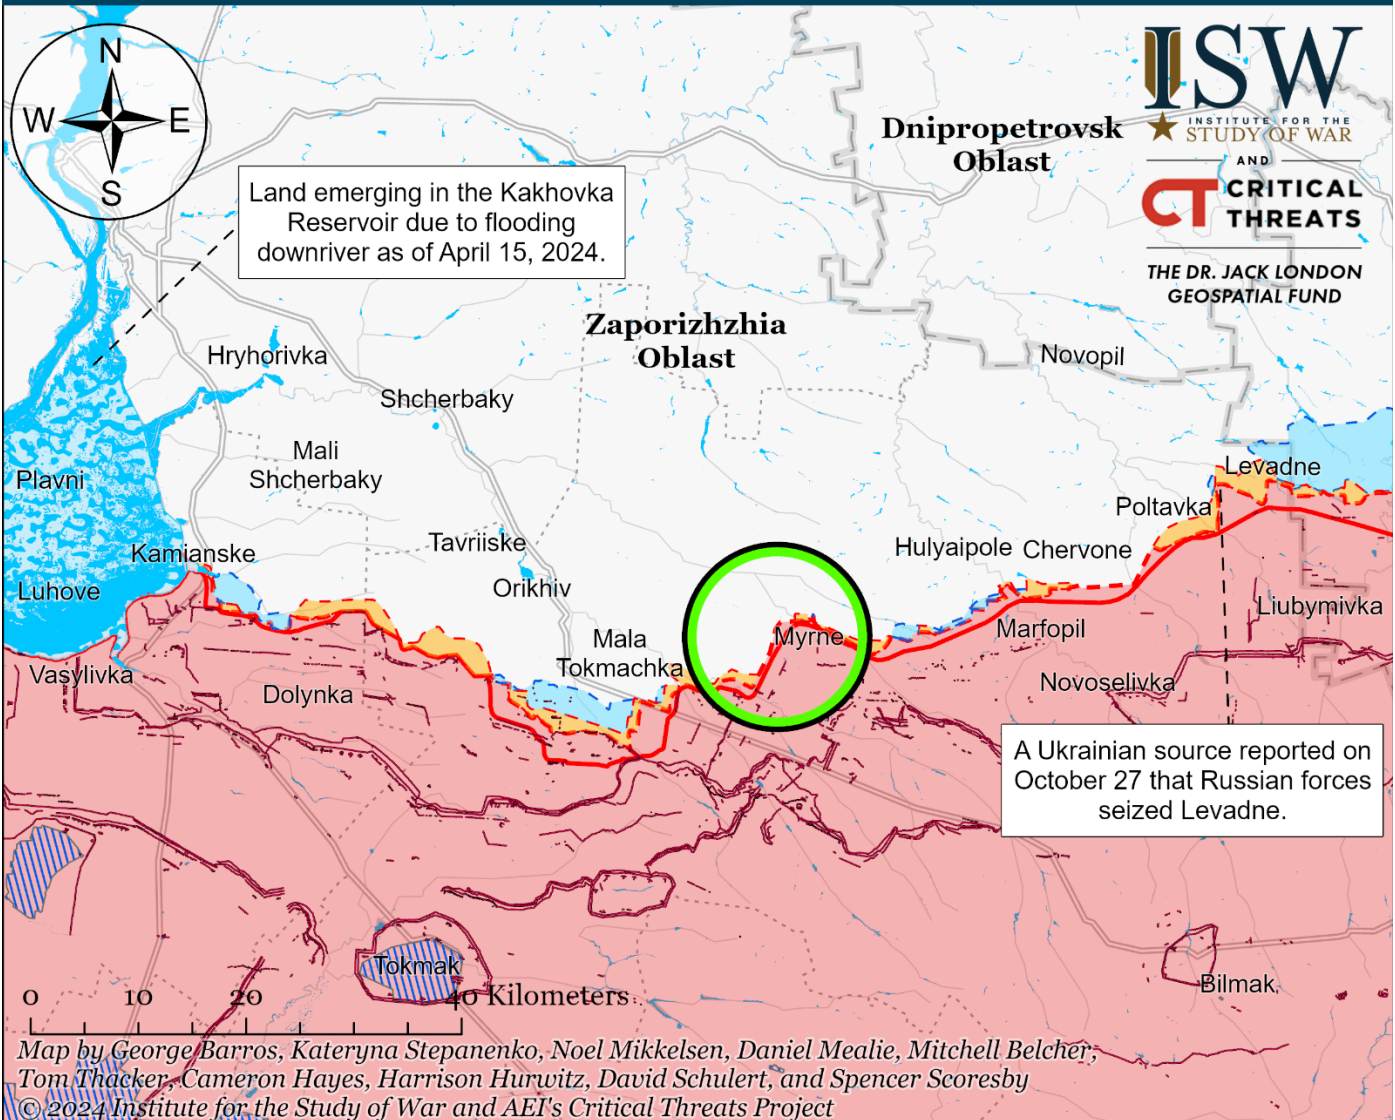 N
W
E
S
ISW
INSTITUTE FOR THE
STUDY OF WAR
AND
CT CRITICAL
THREATS
THE DR. JACK LONDON
GEOSPATIAL FUND
Dnipropetrovsk
Oblast
Land emerging in the Kakhovka
Reservoir due to flooding
downriver as of April 15, 2024.
Zaporizhzhia
Oblast
Hryhorivka
Novopil
Shcherbaky
Mali
Shcherbaky
Plavni
Levadne
Poltavka
Tavriiske
Kamianske
Hulyaipole
Chervone
Luhove
Orikhiv
Liubymivka
Mala
Tokmachka
Myrne
Marfopil
Vasylivka
Dolynka
Novoselivka
A Ukrainian source reported on
October 27 that Russian forces
seized Levadne.
Tokmak
Bilmak
0 10 20 40 Kilometers
Map by George Barros, Kateryna Stepanenko, Noel Mikkelsen, Daniel Mealie, Mitchell Belcher,
Tom Thacker, Cameron Hayes, Harrison Hurwitz, David Schulert, and Spencer Scoresby
© 2024 Institute for the Study of War and AEI's Critical Threats Project